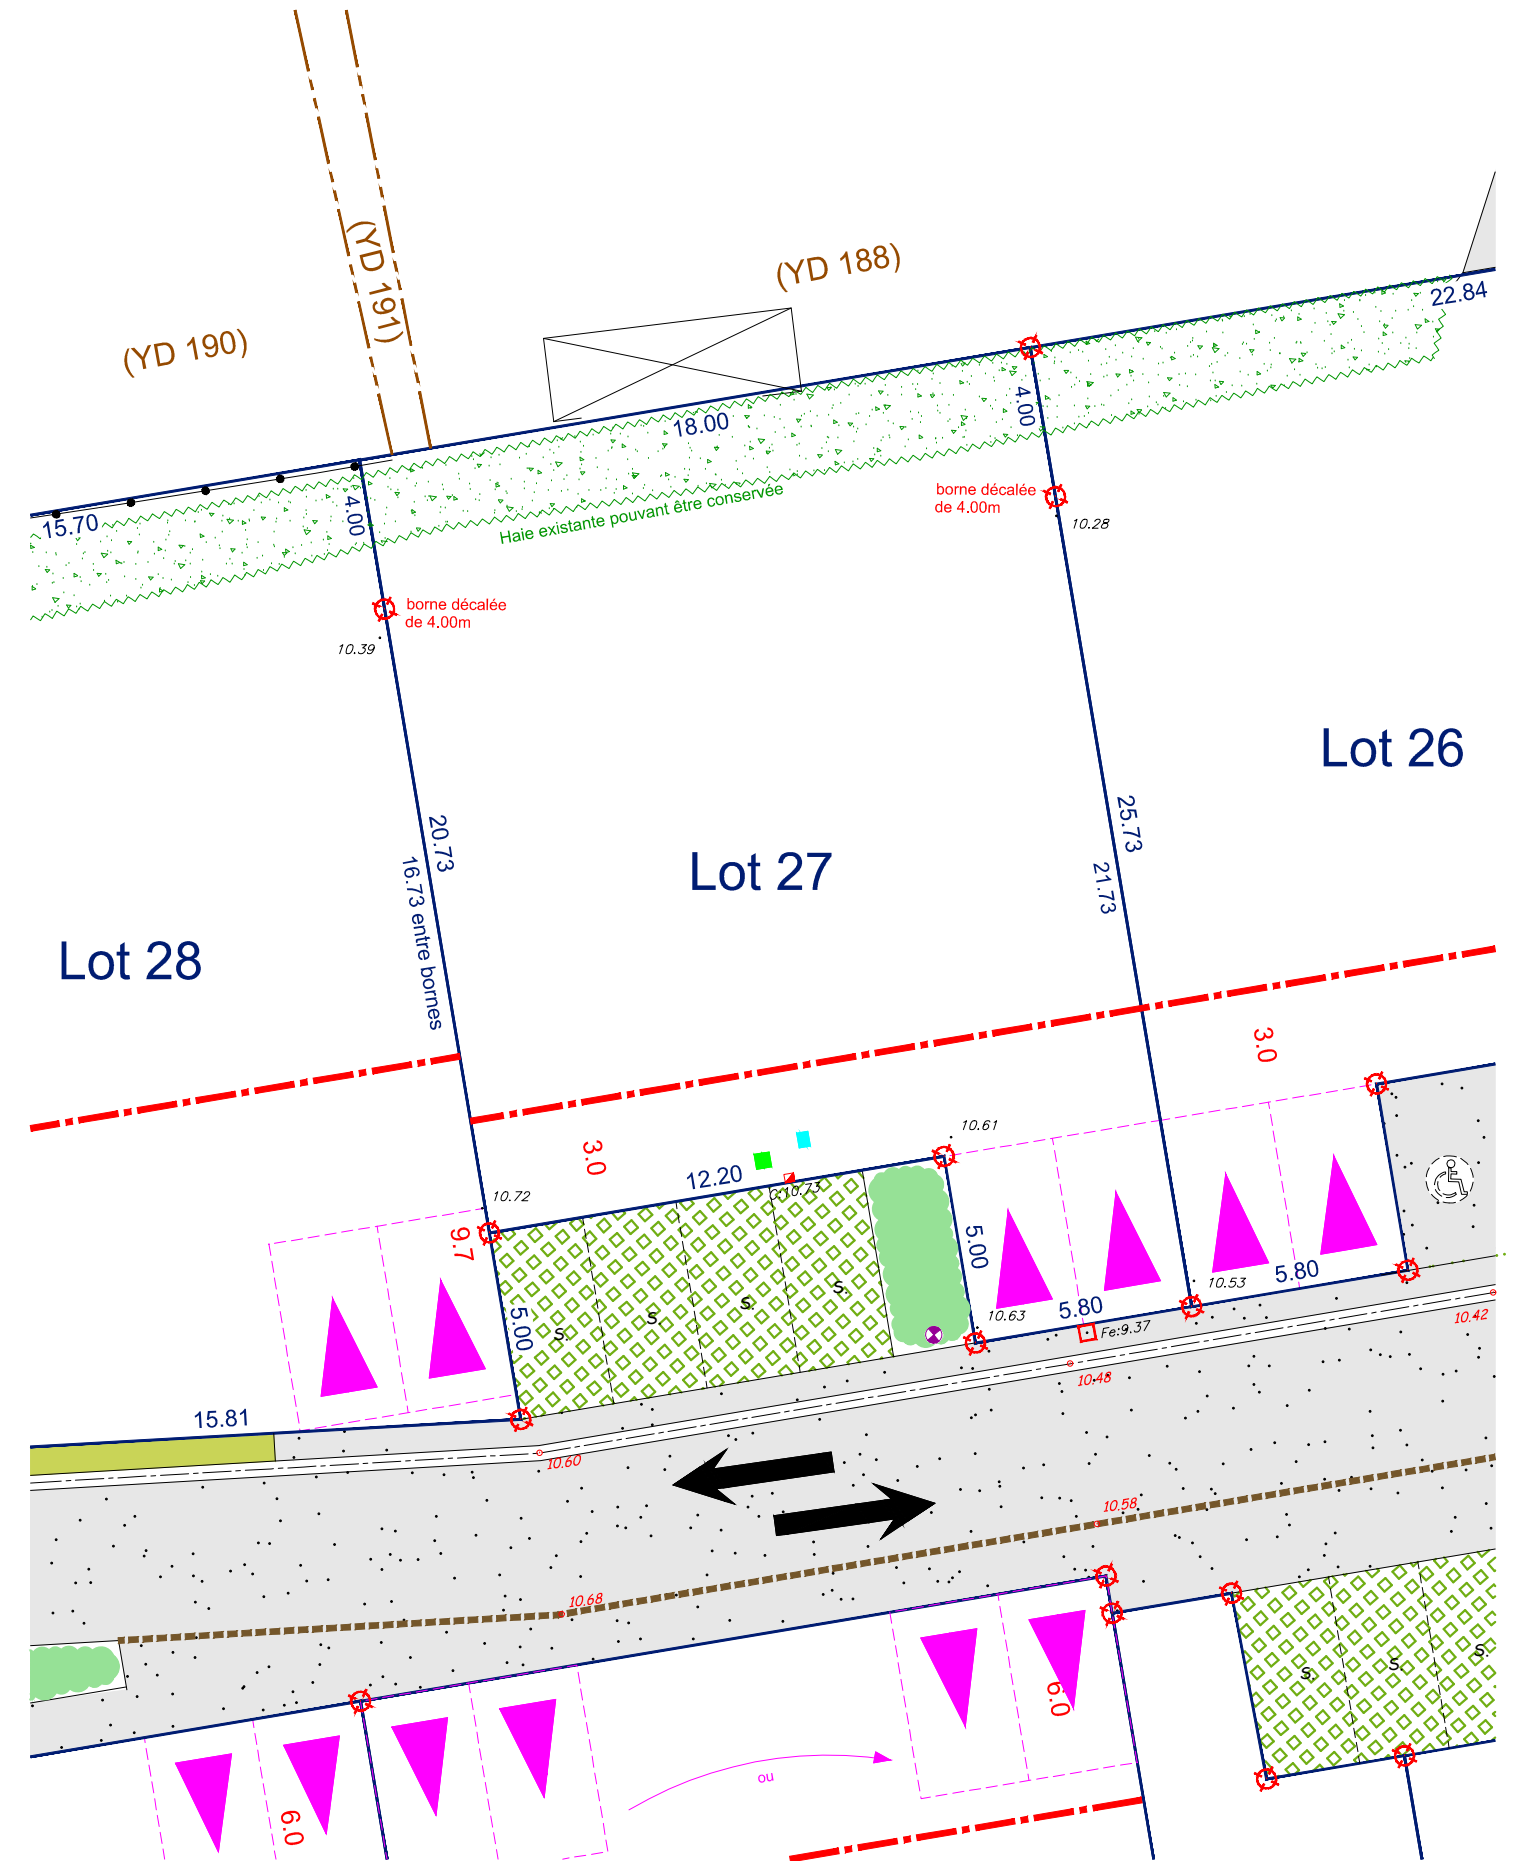 (YD 191)
(YD 188)
(YD 190)
22.84
18.00
4.00
15.70
4.00
Haie existante pouvant être conservée
borne décalée
de 4.00m
10.28
borne décalée
de 4.00m
10.39
Lot 26
20.73
16.73 entre bornes
25.73
21.73
Lot 27
Lot 28
3.0
3.0
10.61
12.20
10.72
C:10.73
9.7
5.00
5.00
s.
s.
s.
s.
10.63
5.80
10.53
5.80
Fe:9.37
10.42
10.48
15.81
10.60
10.58
10.68
s.
s.
s.
6.0
ou
6.0